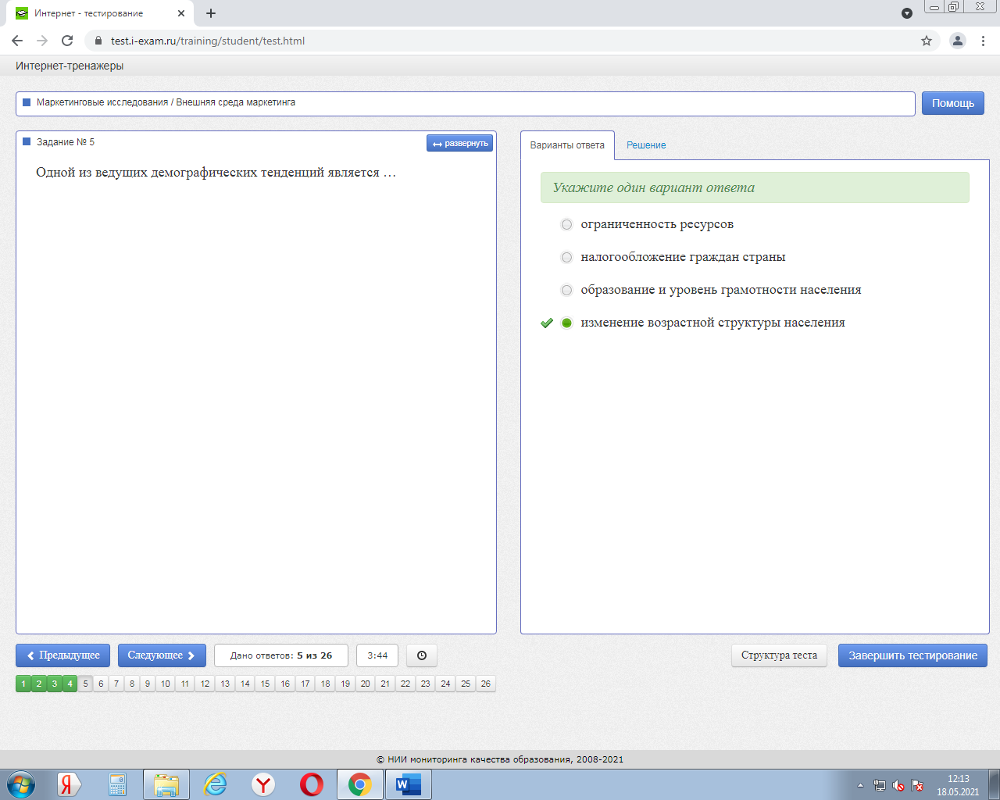 Интернет - тестирование
test.i-exam.ru/training/student/test.html
Интернет-тренажеры
Маркетинговые исследования / Внешняя среда маркетинга
Помощь
Задание № 5
развернуть
Одной из ведущих демографических тенденций является …
Варианты ответа
Решение
Укажите один вариант ответа
ограниченность ресурсов
налогообложение граждан страны
образование и уровень грамотности населения
изменение возрастной структуры населения
Предыдущее
Следующее
Дано ответов: 5 из 26
3:44
Структура теста
Завершить тестирование
1 2 3 4 5 6 7 8 9 10 11 12 13 14 15 16 17 18 19 20 21 22 23 24 25 26
© НИИ мониторинга качества образования, 2008-2021
12:13
18.05.2021